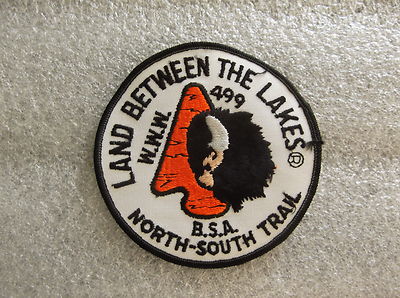 LAND BETWEEN THE LAKES®
499
W.W.W.
B.S.A.
NORTH-SOUTH TRAIL